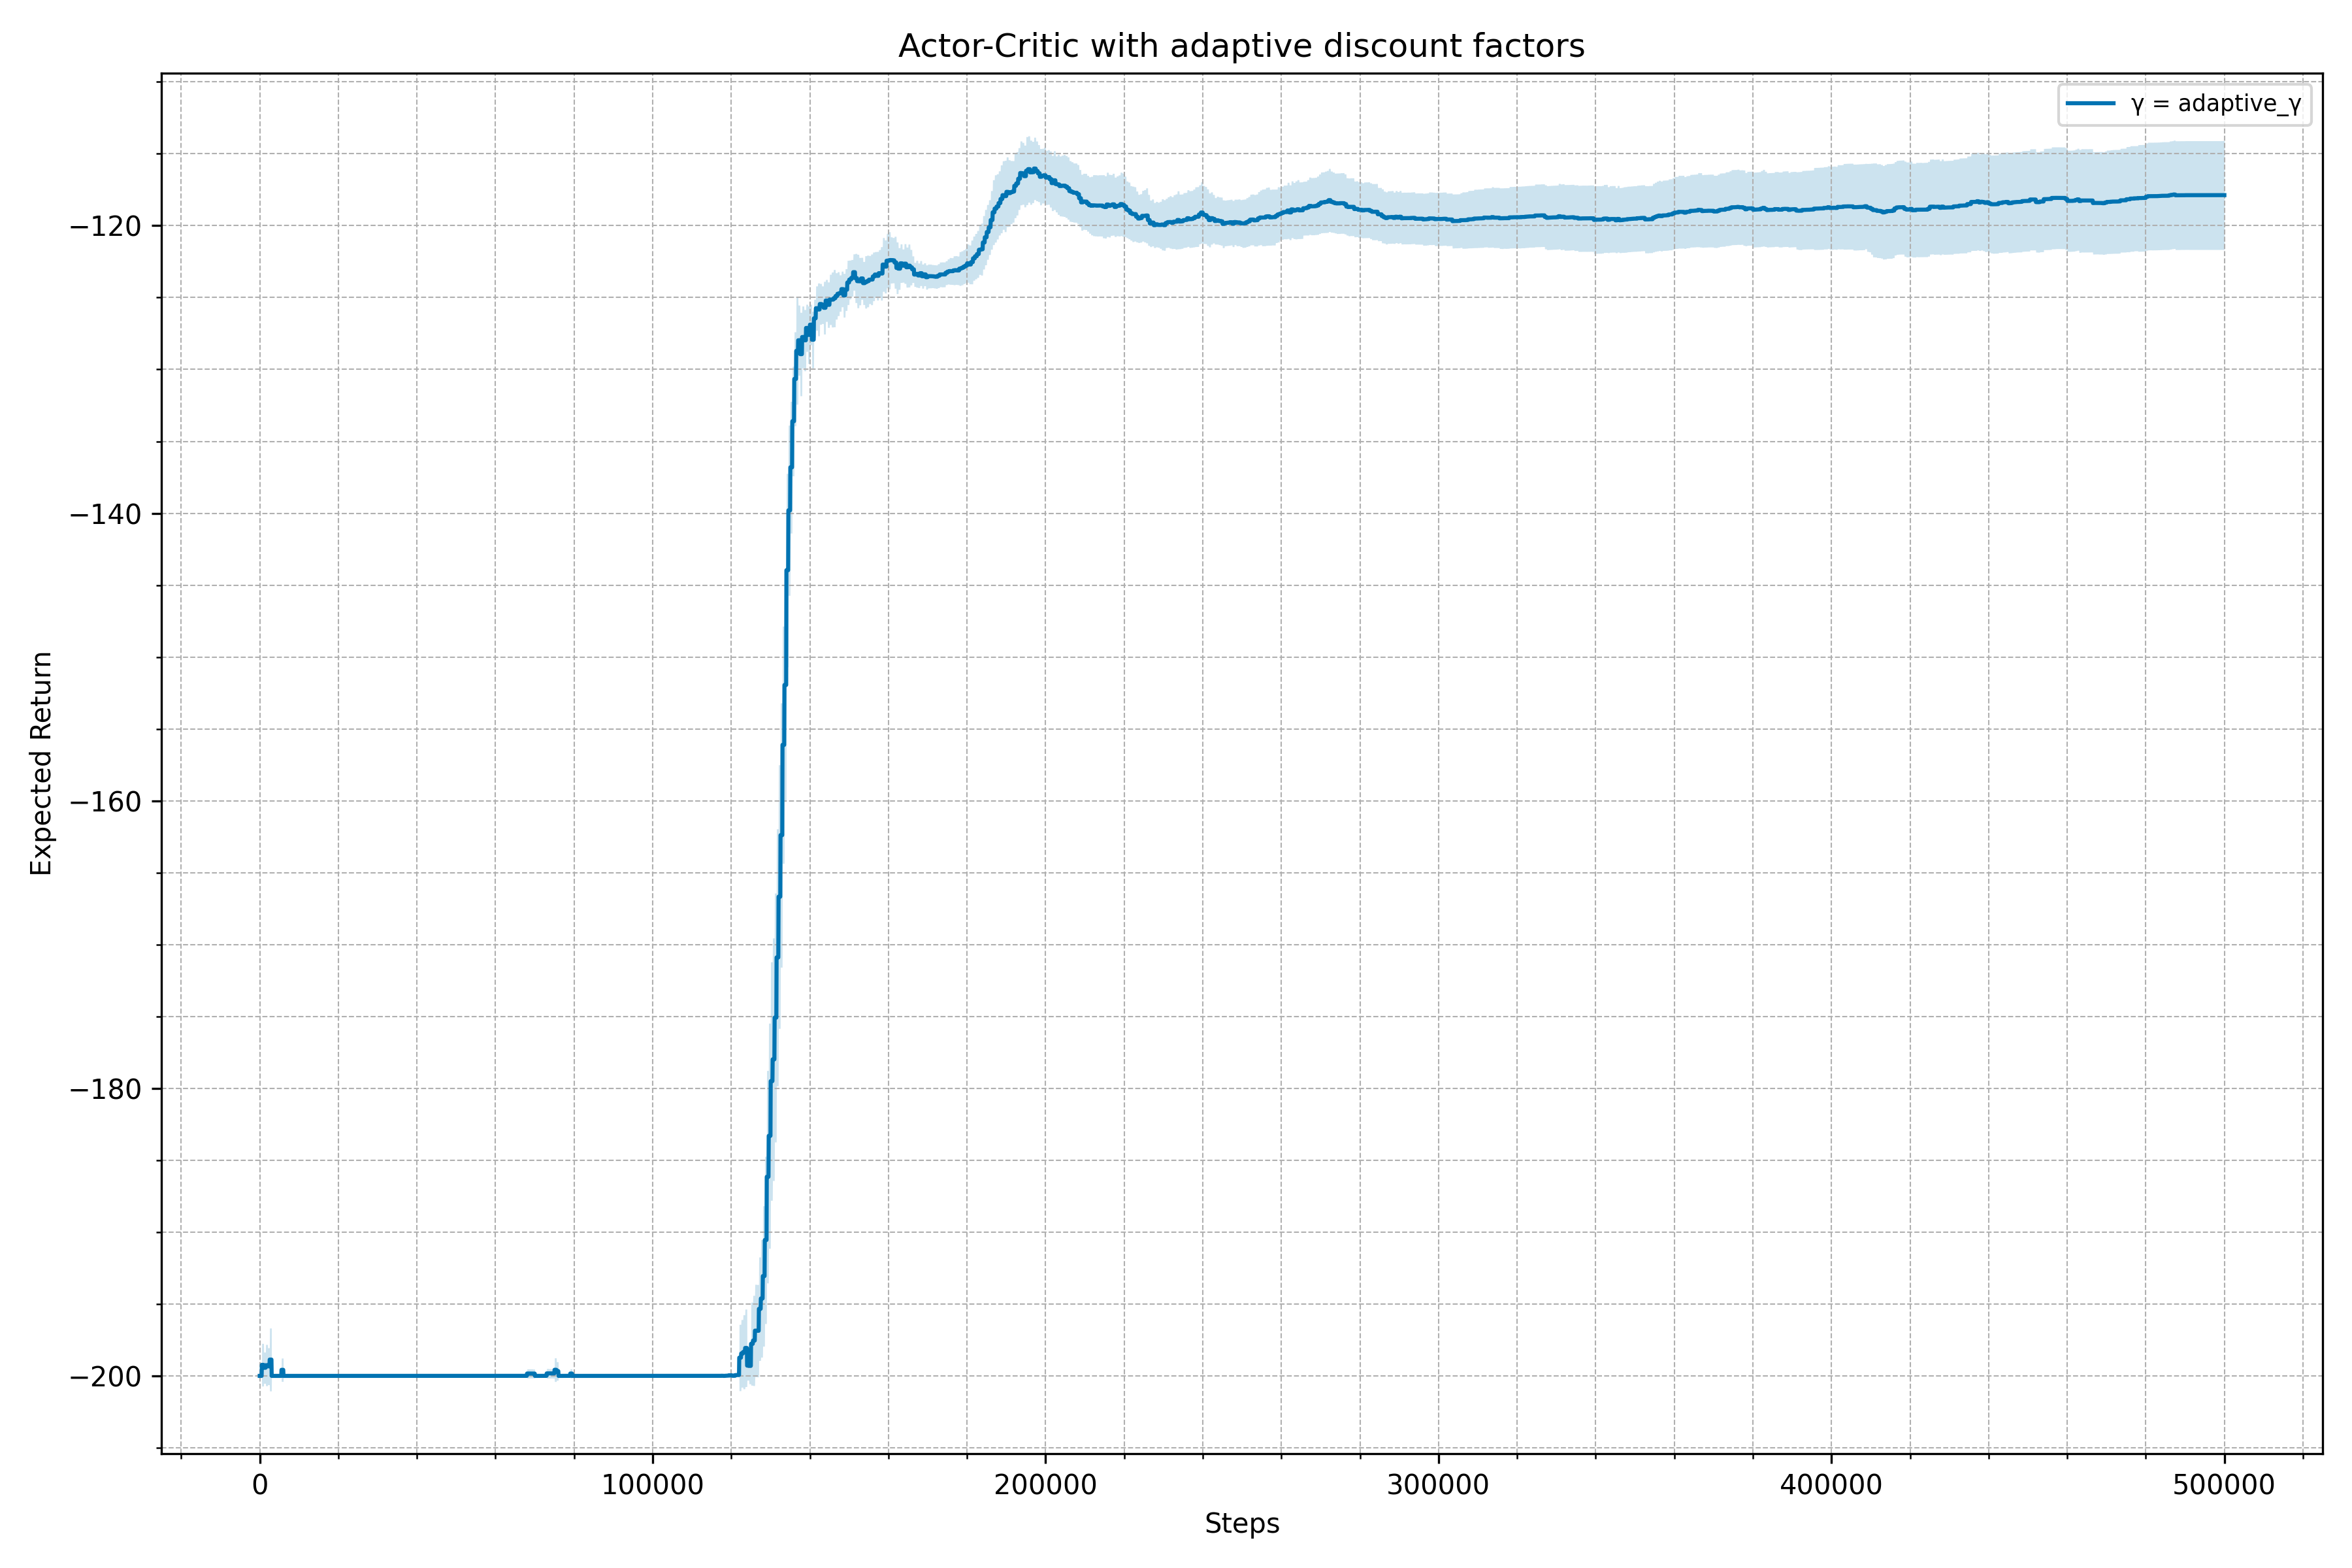 Actor-Critic with adaptive discount factors
γ = adaptive_γ
Expected Return
−120
−140
−160
−180
−200
0 100000 200000 300000 400000 500000
Steps